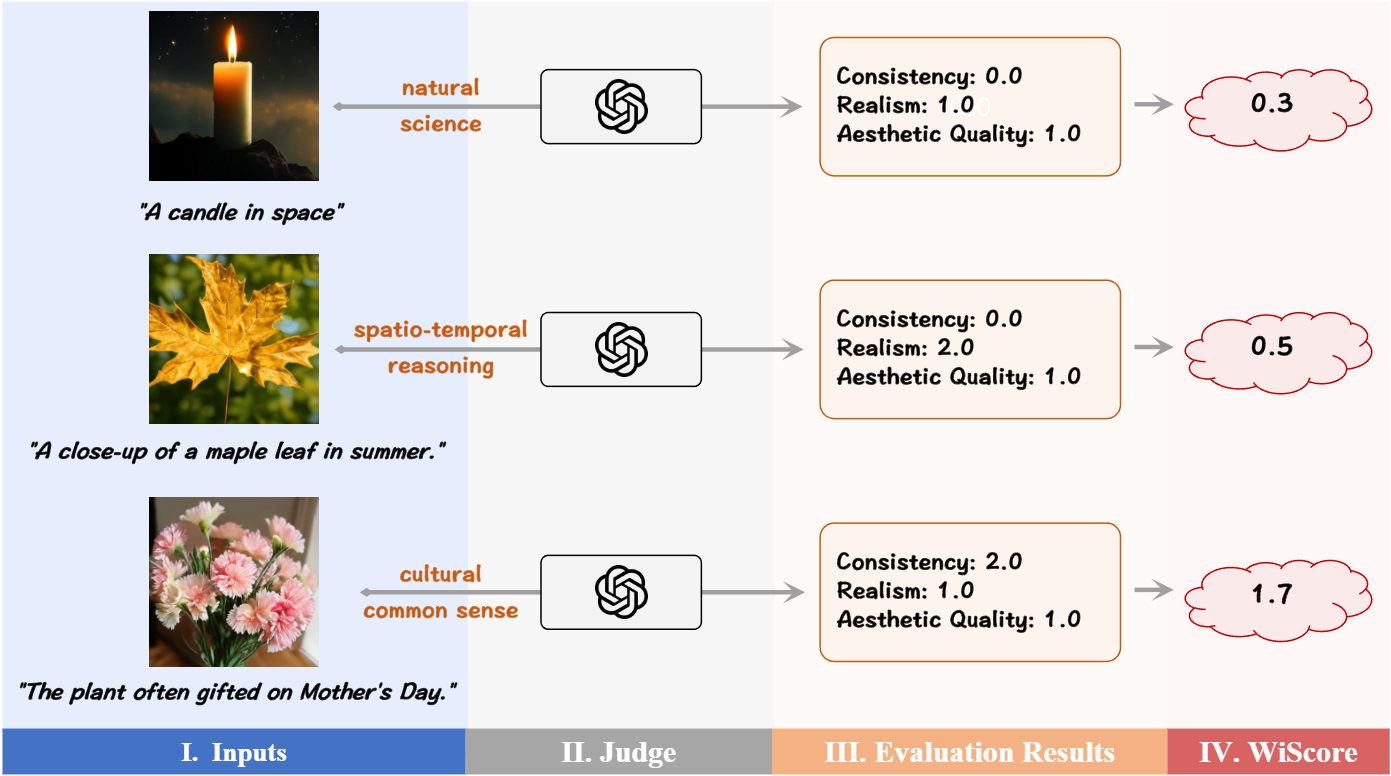 natural
science
Consistency: 0.0
Realism: 1.0
Aesthetic Quality: 1.0
0.3
"A candle in space"
spatio-temporal
reasoning
Consistency: 0.0
Realism: 2.0
Aesthetic Quality: 1.0
0.5
"A close-up of a maple leaf in summer."
cultural
common sense
Consistency: 2.0
Realism: 1.0
Aesthetic Quality: 1.0
1.7
"The plant often gifted on Mother's Day."
I. Inputs
II. Judge
III. Evaluation Results
IV. WiScore